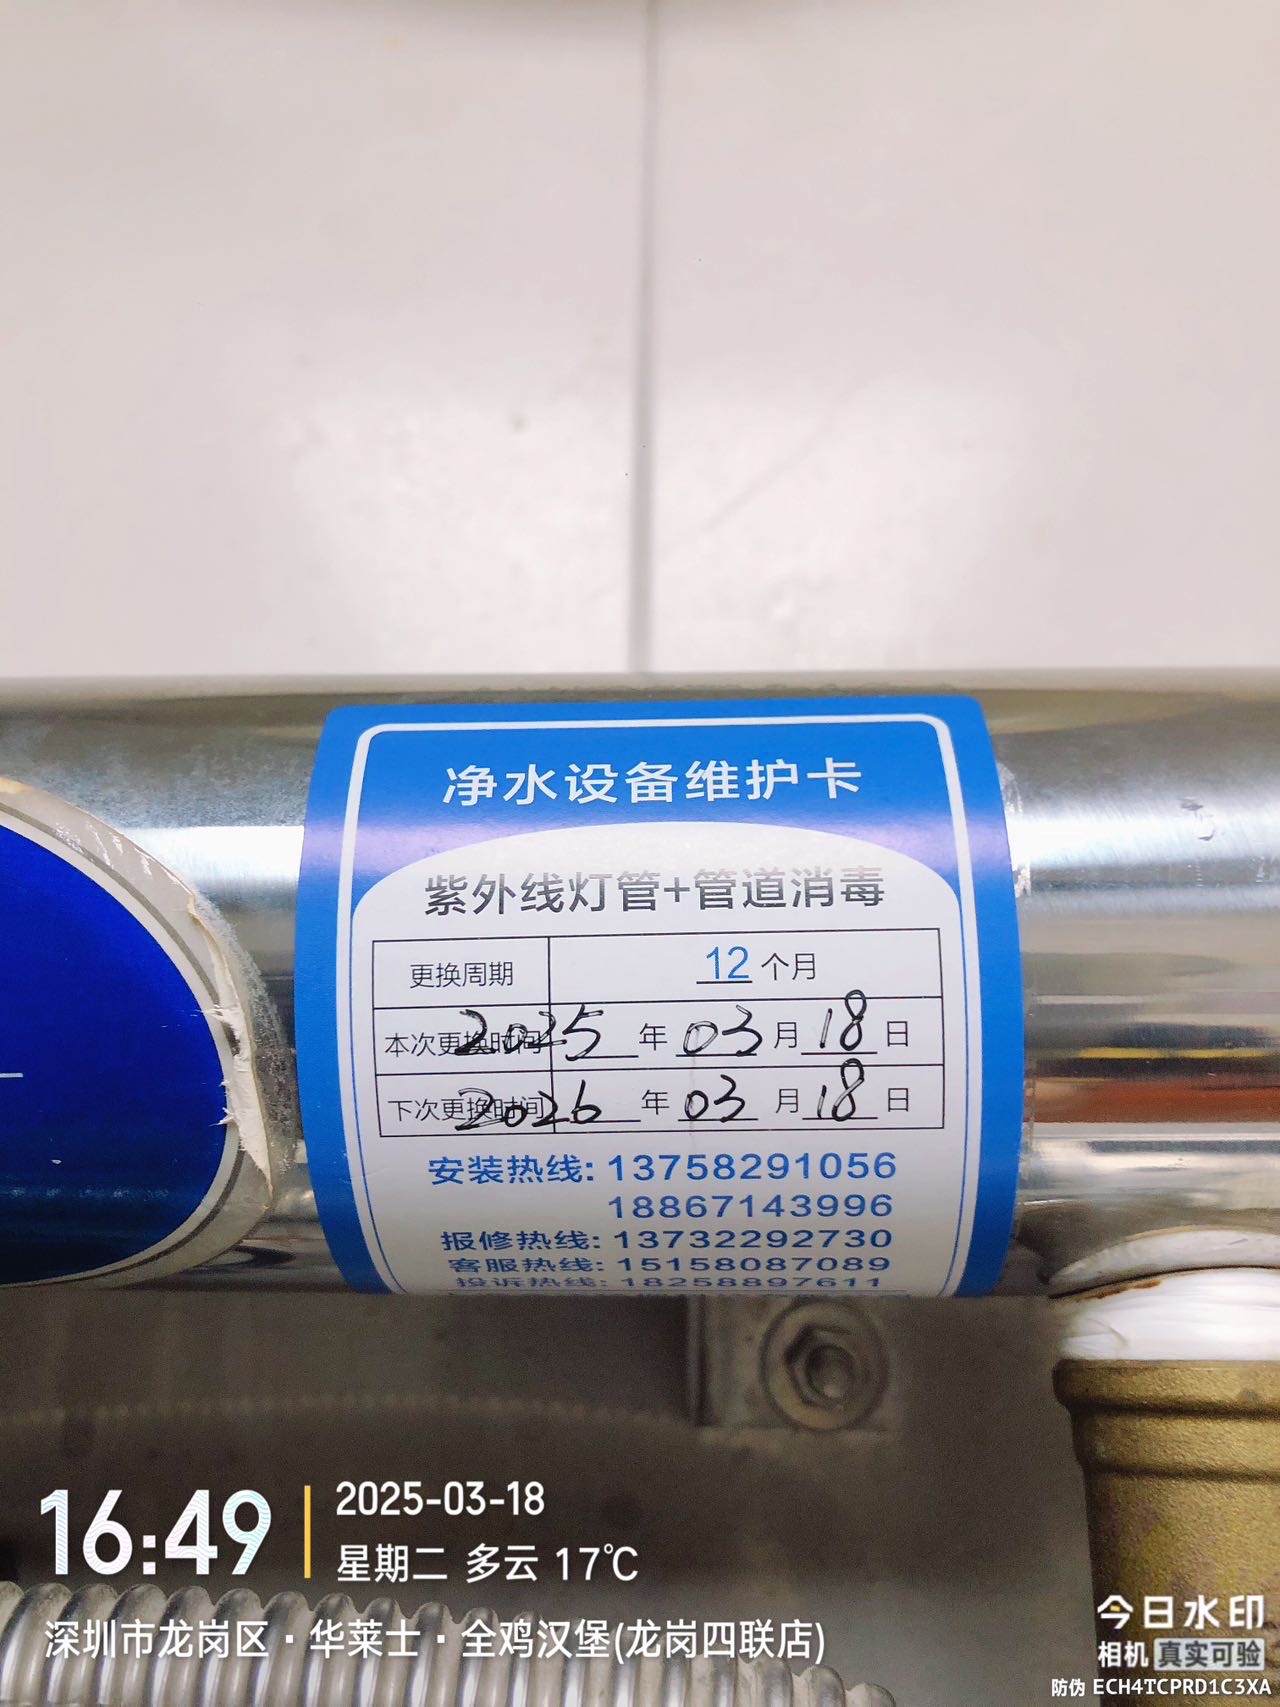 净水设备维护卡
紫外线灯管+管道消毒
更换周期 12 个月
本次更换时间 2025 年 03 月 18 日
下次更换时间 2026 年 03 月 18 日
安装热线: 13758291056
18867143996
报修热线: 13732292730
客服热线: 15158087089
投诉热线: 18258897611
16:49
2025-03-18
星期二 多云 17℃
深圳市龙岗区·华莱士·全鸡汉堡(龙岗四联店)
今日水印
相机 真实可验
防伪 ECH4TCPRD1C3XA